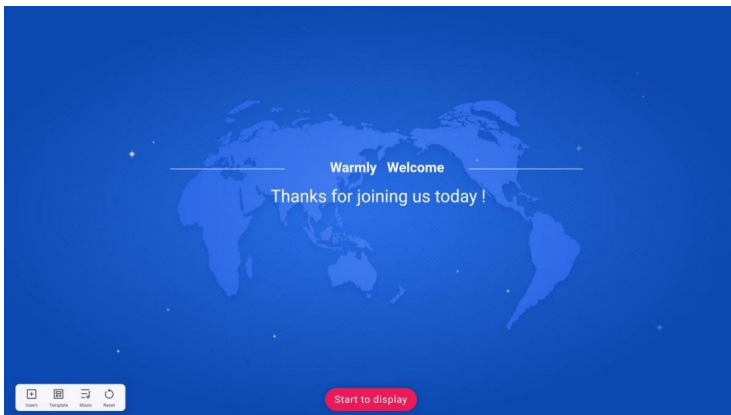 Warmly Welcome
Thanks for joining us today !
Insert Template Music Reset
Start to display